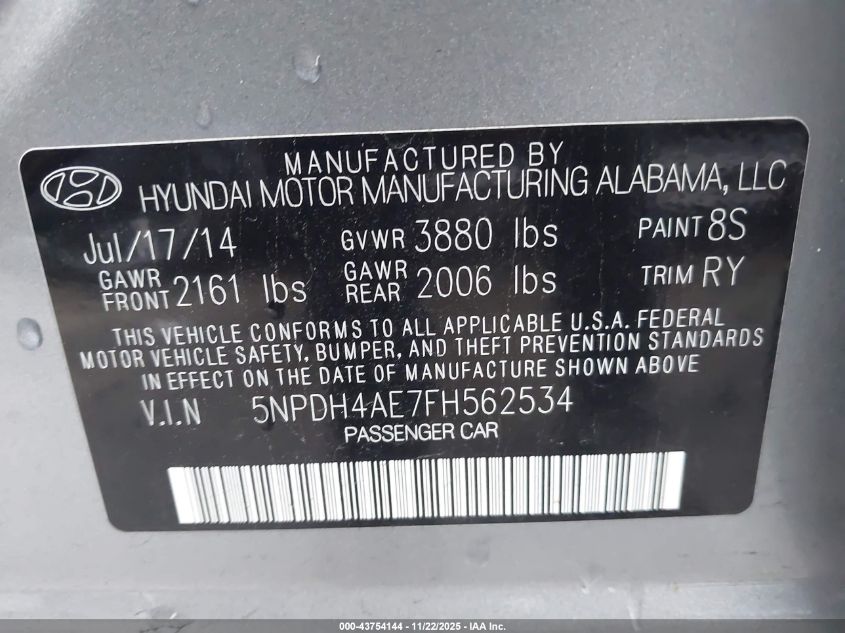 MANUFACTURED BY
HYUNDAI MOTOR MANUFACTURING ALABAMA, LLC
Jul/17/14 GVWR 3880 lbs PAINT 8S
GAWR FRONT 2161 lbs GAWR REAR 2006 lbs TRIM RY
THIS VEHICLE CONFORMS TO ALL APPLICABLE U.S.A. FEDERAL
MOTOR VEHICLE SAFETY, BUMPER, AND THEFT PREVENTION STANDARDS
IN EFFECT ON THE DATE OF MANUFACTURE SHOWN ABOVE
V.I.N 5NPDH4AE7FH562534
PASSENGER CAR
000-43754144 - 11/22/2025 - IAA Inc.